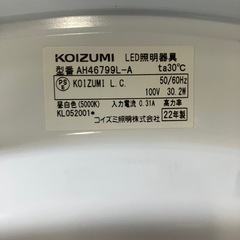 KOIZUMI LED照明器具
型番 AH46799L-A ta30℃
PS E KOIZUMI L.C. 50/60Hz
100V 30.2W
昼白色(5000K) 入力電流 0.31A 高力率
KL052001* 22年製
コイズミ照明株式会社